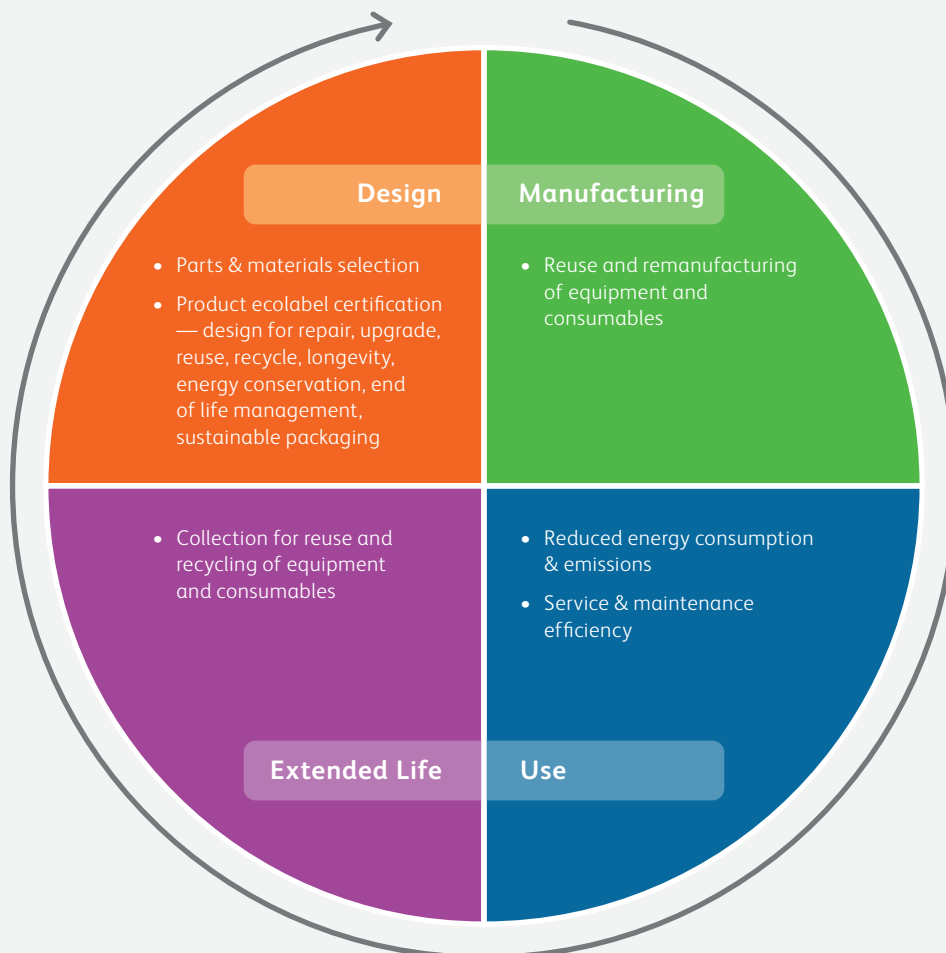 Design
• Parts & materials selection
• Product ecolabel certification
— design for repair, upgrade,
reuse, recycle, longevity,
energy conservation, end
of life management,
sustainable packaging
Manufacturing
• Reuse and remanufacturing
of equipment and
consumables
• Collection for reuse and
recycling of equipment
and consumables
Extended Life
• Reduced energy consumption
& emissions
• Service & maintenance
efficiency
Use